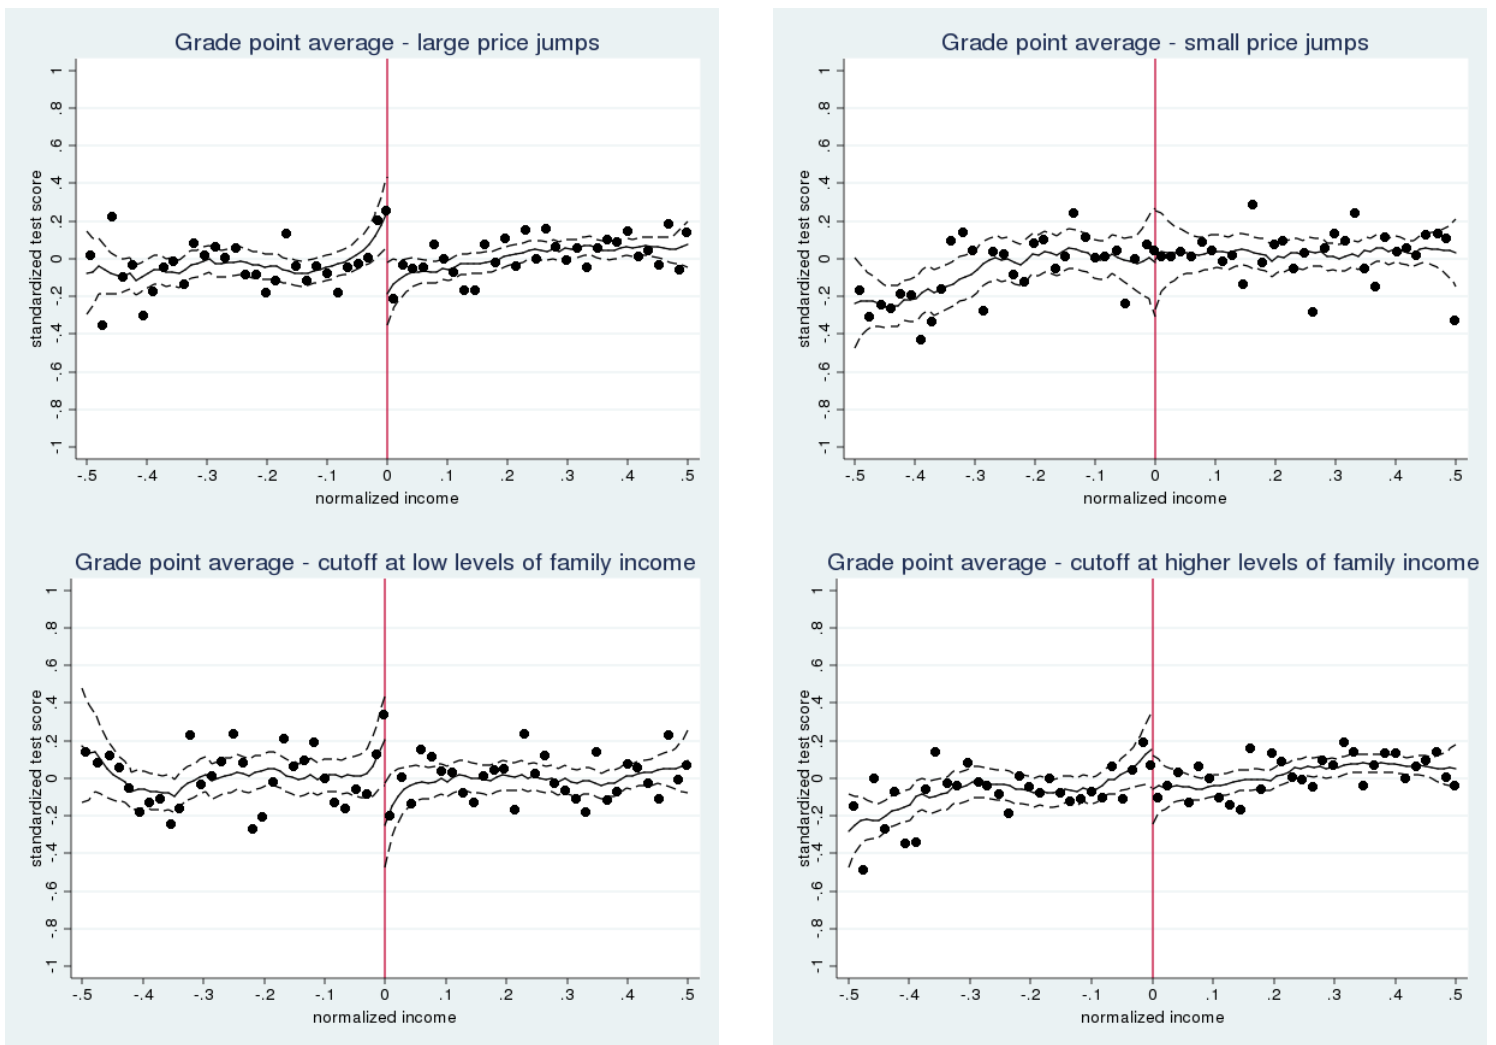 Grade point average - large price jumps
standardized test score
1
.8
.6
.4
.2
0
-.2
-.4
-.6
-.8
-1
-.5 -.4 -.3 -.2 -.1 0 .1 .2 .3 .4 .5
normalized income
Grade point average - small price jumps
standardized test score
1
.8
.6
.4
.2
0
-.2
-.4
-.6
-.8
-1
-.5 -.4 -.3 -.2 -.1 0 .1 .2 .3 .4 .5
normalized income
Grade point average - cutoff at low levels of family income
standardized test score
1
.8
.6
.4
.2
0
-.2
-.4
-.6
-.8
-1
-.5 -.4 -.3 -.2 -.1 0 .1 .2 .3 .4 .5
normalized income
Grade point average - cutoff at higher levels of family income
standardized test score
1
.8
.6
.4
.2
0
-.2
-.4
-.6
-.8
-1
-.5 -.4 -.3 -.2 -.1 0 .1 .2 .3 .4 .5
normalized income